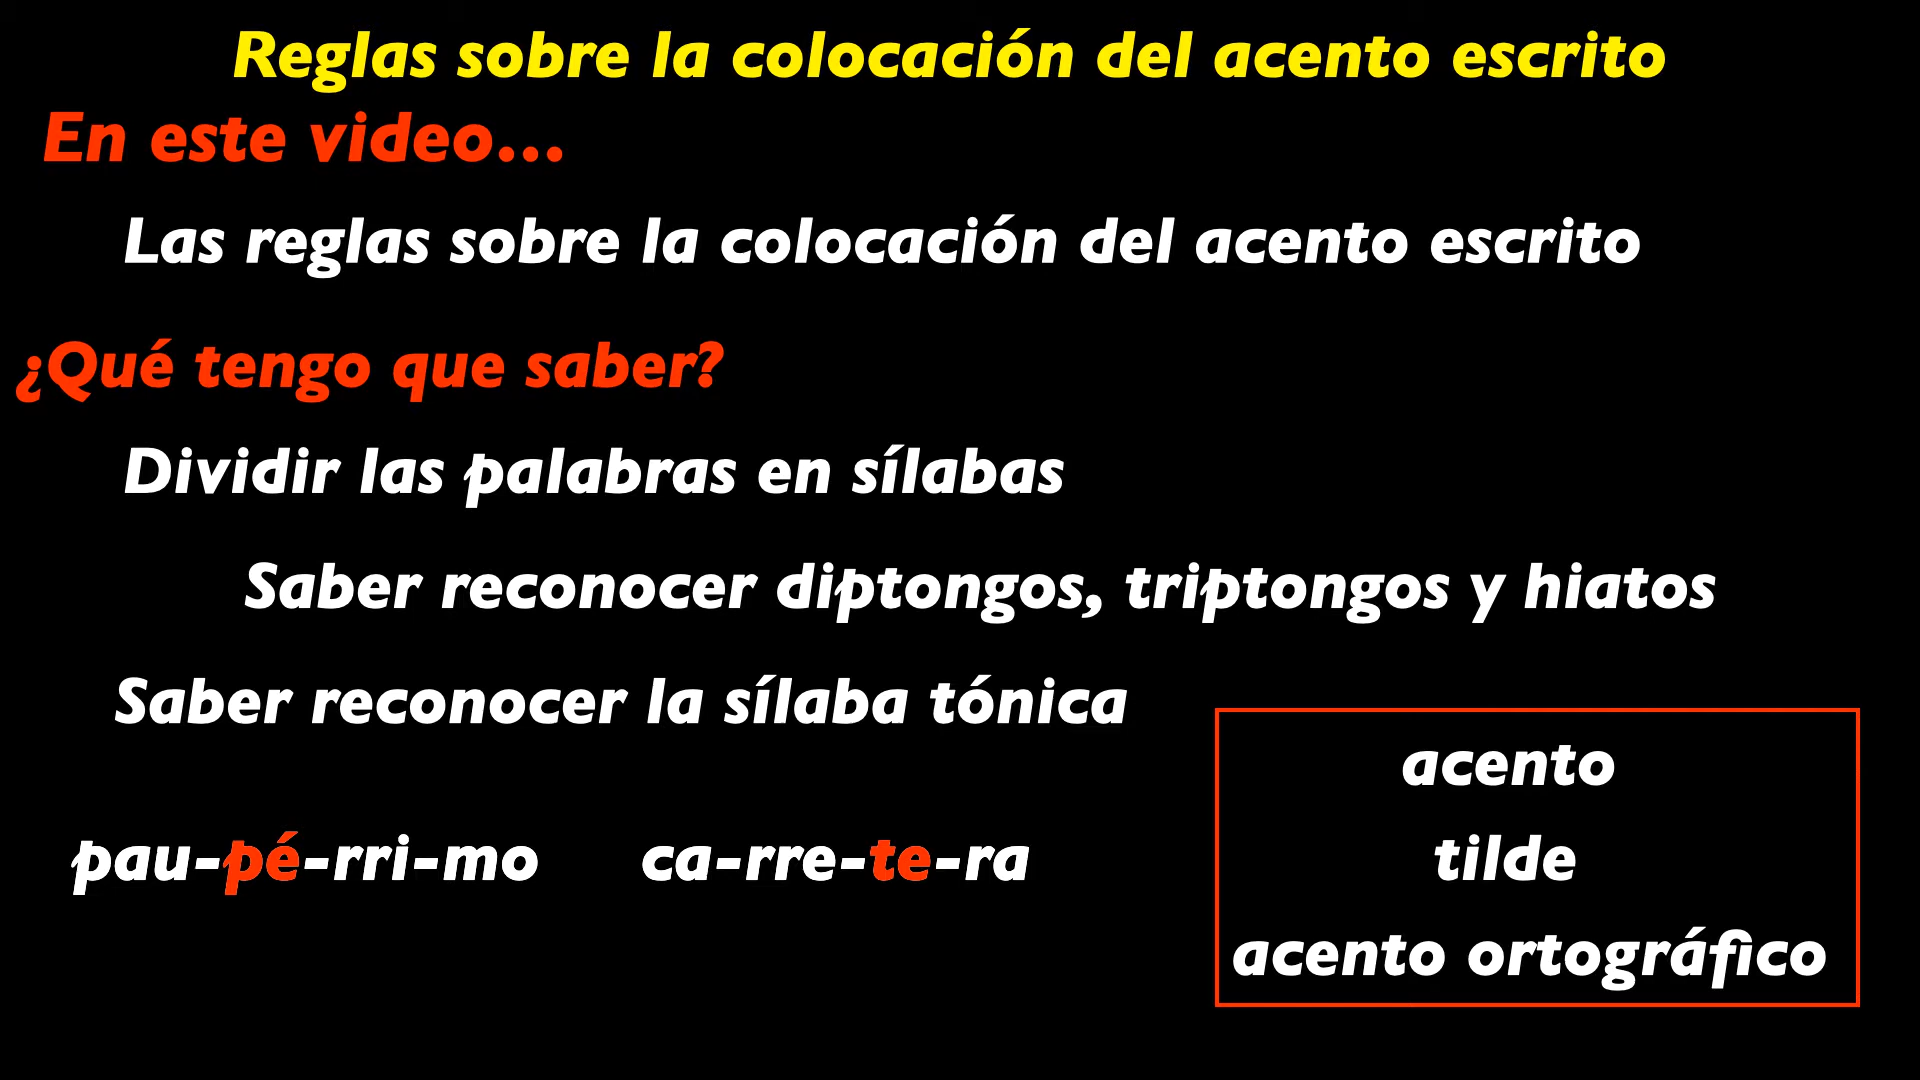 Reglas sobre la colocación del acento escrito
En este video...
Las reglas sobre la colocación del acento escrito
¿Qué tengo que saber?
Dividir las palabras en sílabas
Saber reconocer diptongos, triptongos y hiatos
Saber reconocer la sílaba tónica
pau-pé-rri-mo ca-rre-te-ra
acento
tilde
acento ortográfico